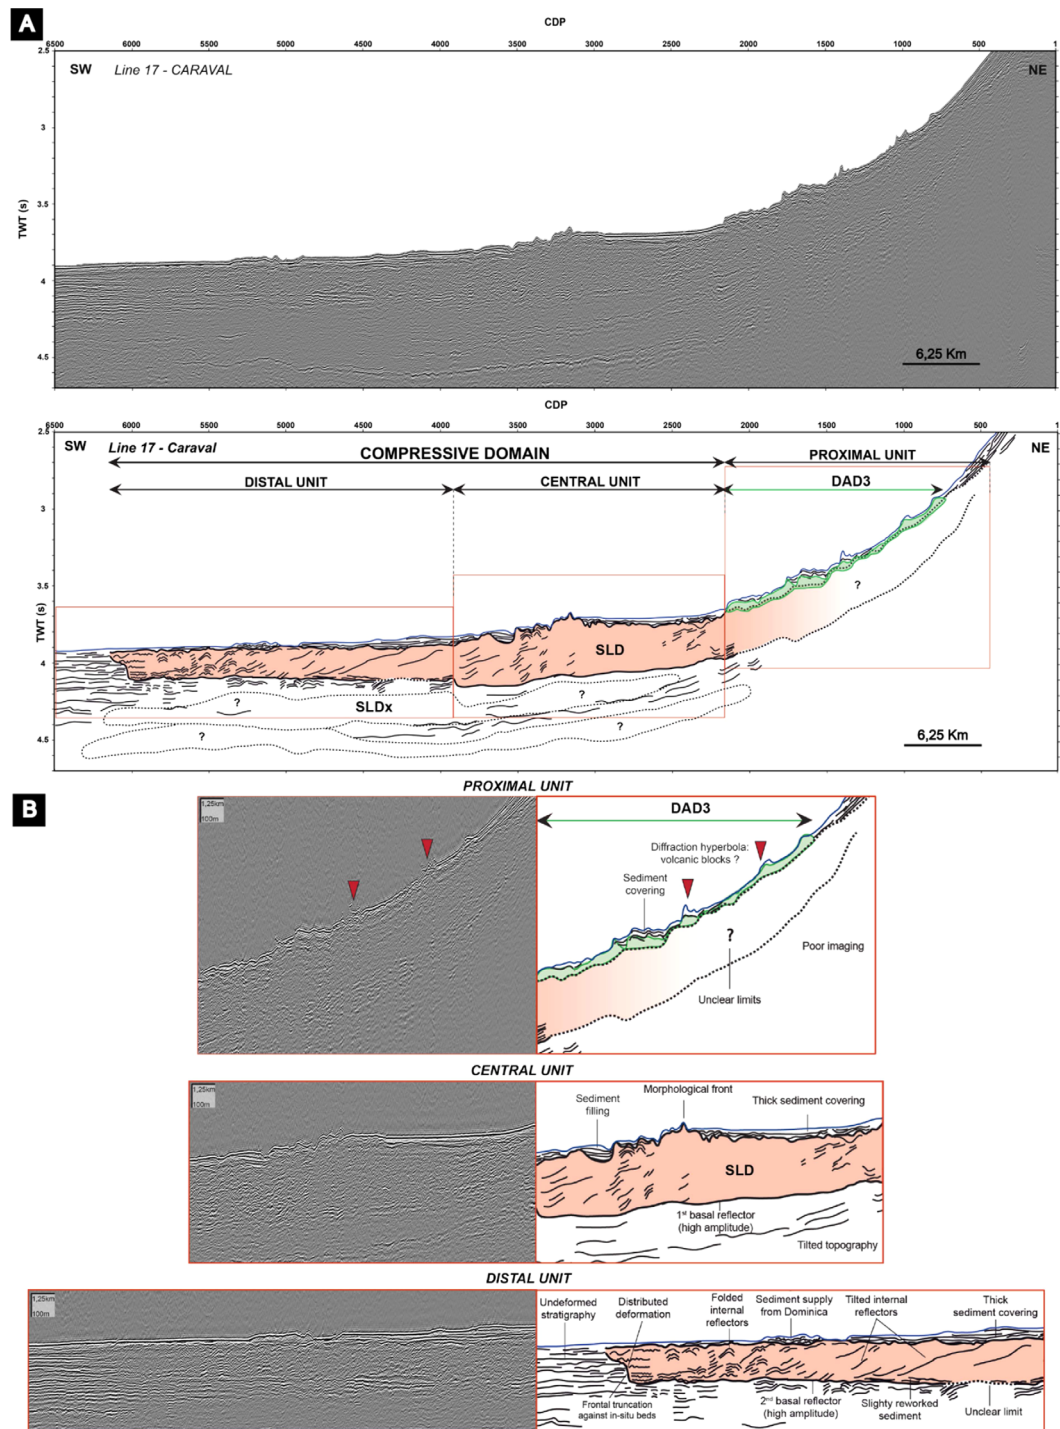 A
CDP
6500 6000 5500 5000 4500 4000 3500 3000 2500 2000 1500 1000 500 1
2.5
SW Line 17 - CARAVAL NE
3
3.5
TWT (s)
4
4.5
6,25 Km
CDP
6500 6000 5500 5000 4500 4000 3500 3000 2500 2000 1500 1000 500 1
2.5
SW Line 17 - Caraval NE
COMPRESSIVE DOMAIN PROXIMAL UNIT
DISTAL UNIT CENTRAL UNIT DAD3
3
3.5
?
TWT (s)
SLD
4
?
?
SLDx
?
?
4.5
6,25 Km
B
PROXIMAL UNIT
1,25km
100m
DAD3
Diffraction hyperbola:
volcanic blocks ?
Sediment
covering
?
Poor imaging
Unclear limits
CENTRAL UNIT
1,25km
100m
Morphological front
Sediment
filling
Thick sediment covering
SLD
1st basal reflector
(high amplitude)
Tilted topography
DISTAL UNIT
1,25km
100m
Undeformed
stratigraphy
Distributed
deformation
Folded
internal
reflectors
Sediment supply
from Dominica
Tilted internal
reflectors
Thick
sediment covering
Frontal truncation
against in-situ beds
2nd basal reflector
(high amplitude)
Slighty reworked
sediment
Unclear limit